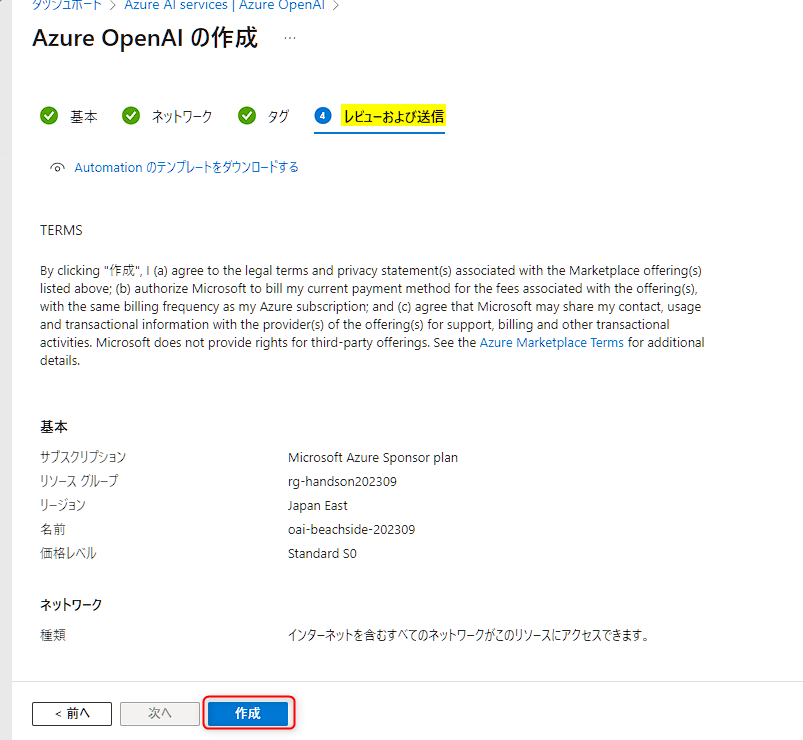 ダッシュボード > Azure AI services | Azure OpenAI >
Azure OpenAI の作成 ...
基本 ネットワーク タグ 4 レビューおよび送信
Automation のテンプレートをダウンロードする
TERMS
By clicking "作成", I (a) agree to the legal terms and privacy statement(s) associated with the Marketplace offering(s)
listed above; (b) authorize Microsoft to bill my current payment method for the fees associated with the offering(s),
with the same billing frequency as my Azure subscription; and (c) agree that Microsoft may share my contact, usage
and transactional information with the provider(s) of the offering(s) for support, billing and other transactional
activities. Microsoft does not provide rights for third-party offerings. See the Azure Marketplace Terms for additional
details.
基本
サブスクリプション Microsoft Azure Sponsor plan
リソース グループ rg-handson202309
リージョン Japan East
名前 oai-beachside-202309
価格レベル Standard S0
ネットワーク
種類 インターネットを含むすべてのネットワークがこのリソースにアクセスできます。
< 前へ 次へ 作成